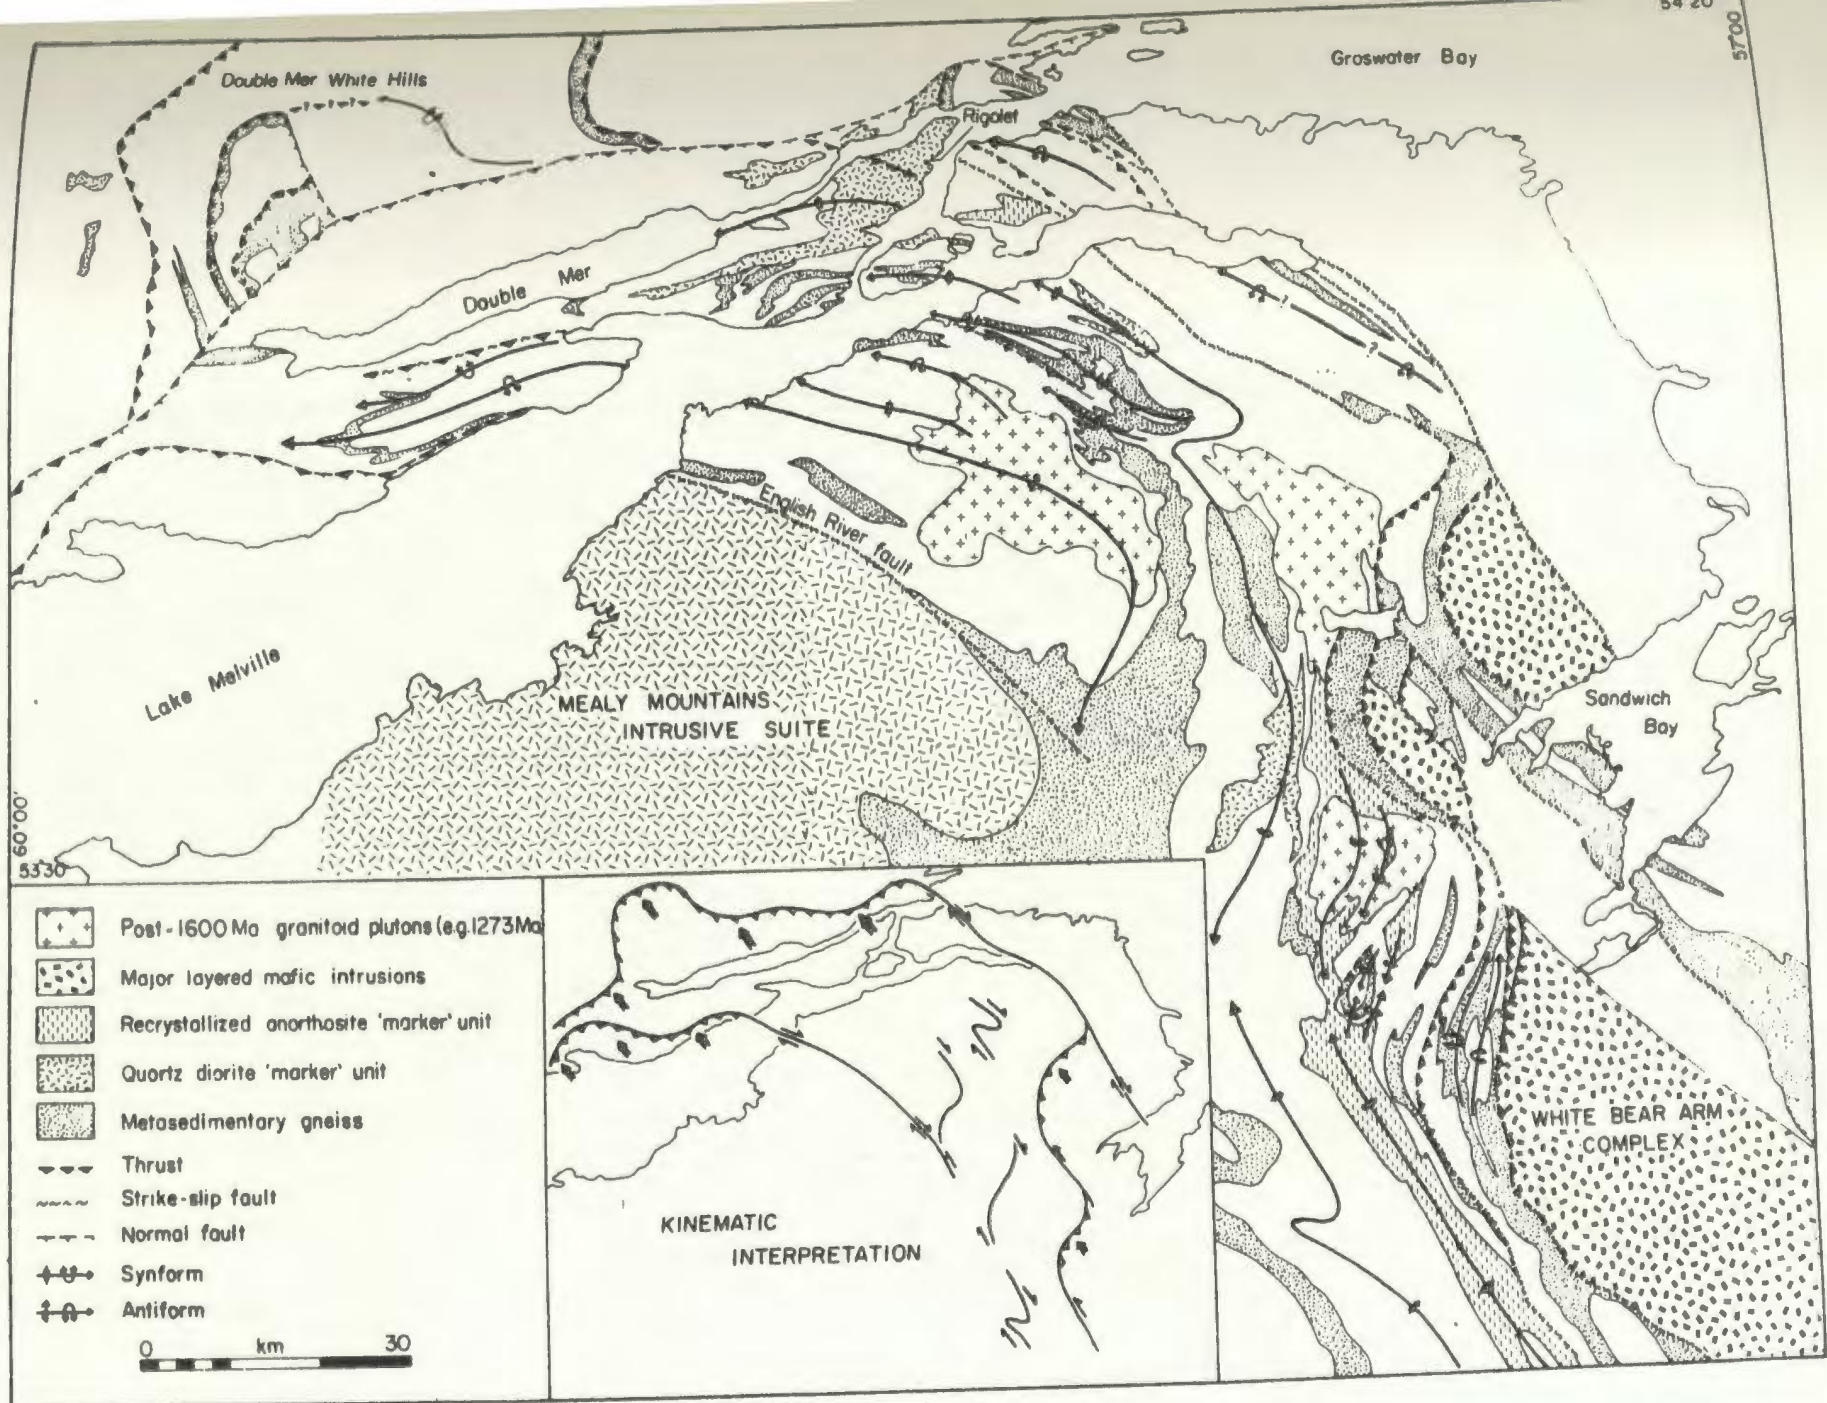 54°20'
57°00'
Groswater Bay
Double Mer White Hills
Rigolet
Double Mer
English River fault
Lake Melville
MEALY MOUNTAINS
INTRUSIVE SUITE
Sandwich
Bay
60°00'
53°30'
WHITE BEAR ARM
COMPLEX
Post-1600 Ma granitoid plutons (e.g. 1273 Ma)
Major layered mafic intrusions
Recrystallized anorthosite 'marker' unit
Quartz diorite 'marker' unit
Metasedimentary gneiss
Thrust
Strike-slip fault
Normal fault
Synform
Antiform
0 km 30
KINEMATIC
INTERPRETATION
?
?